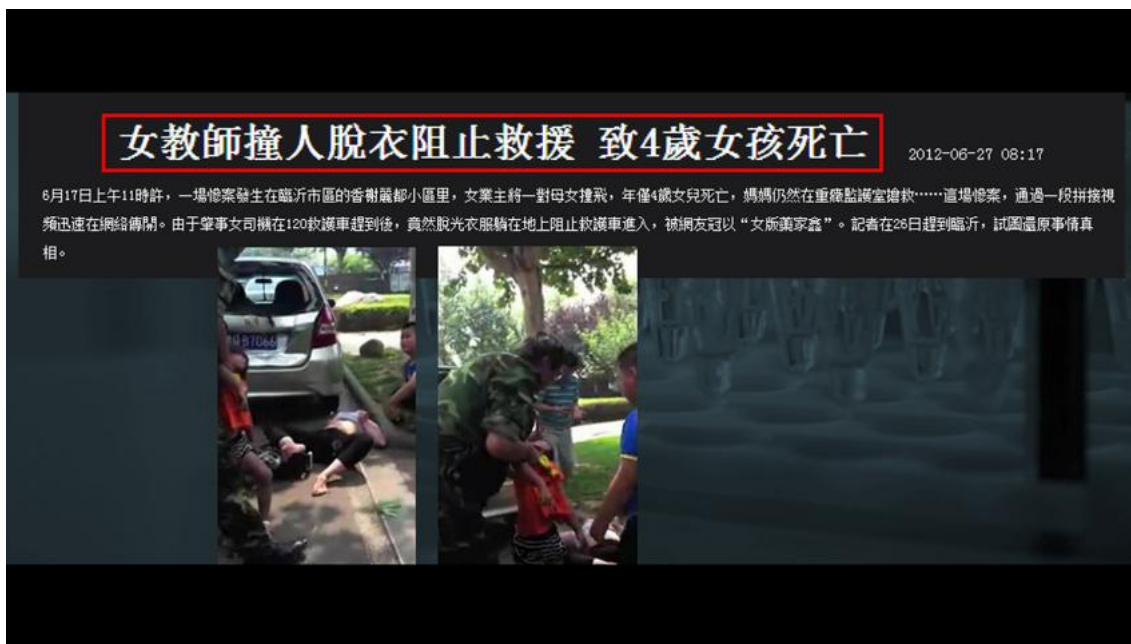 女教師撞人脫衣阻止救援 致4歲女孩死亡 2012-06-27 08:17
6月17日上午11時許，一場慘案發生在臨沂市區的香榭麗都小區里，女業主將一對母女撞飛，年僅4歲女兒死亡，媽媽仍然在重癥監護室搶救……這場慘案，通過一段拼接視
頻迅速在網絡傳開。由于肇事女司機在120救護車趕到後，竟然脫光衣服躺在地上阻止救護車進入，被網友冠以“女版藥家鑫”。記者在26日趕到臨沂，試圖還原事情真
相。
B7066